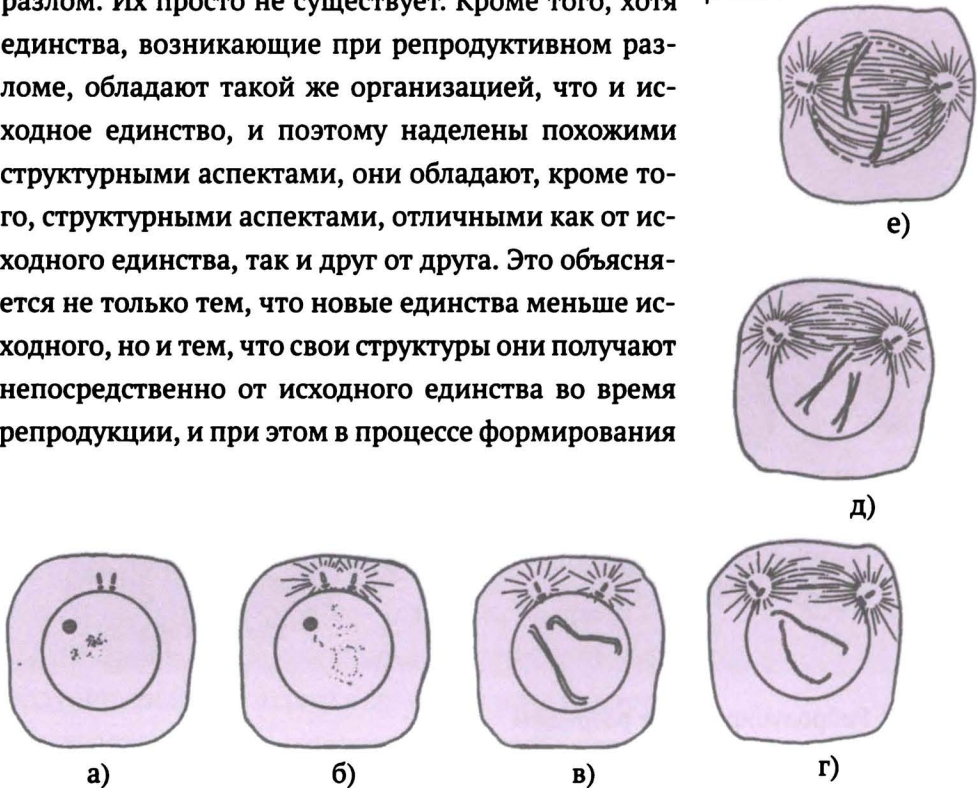 разлом. Их просто не существует. Кроме того, хотя
единства, возникающие при репродуктивном раз-
ломе, обладают такой же организацией, что и ис-
ходное единство, и поэтому наделены похожими
структурными аспектами, они обладают, кроме то-
го, структурными аспектами, отличными как от ис-
ходного единства, так и друг от друга. Это объясня-
ется не только тем, что новые единства меньше ис-
ходного, но и тем, что свои структуры они получают
непосредственно от исходного единства во время
репродукции, и при этом в процессе формирования
е)
д)
а)
б)
в)
г)